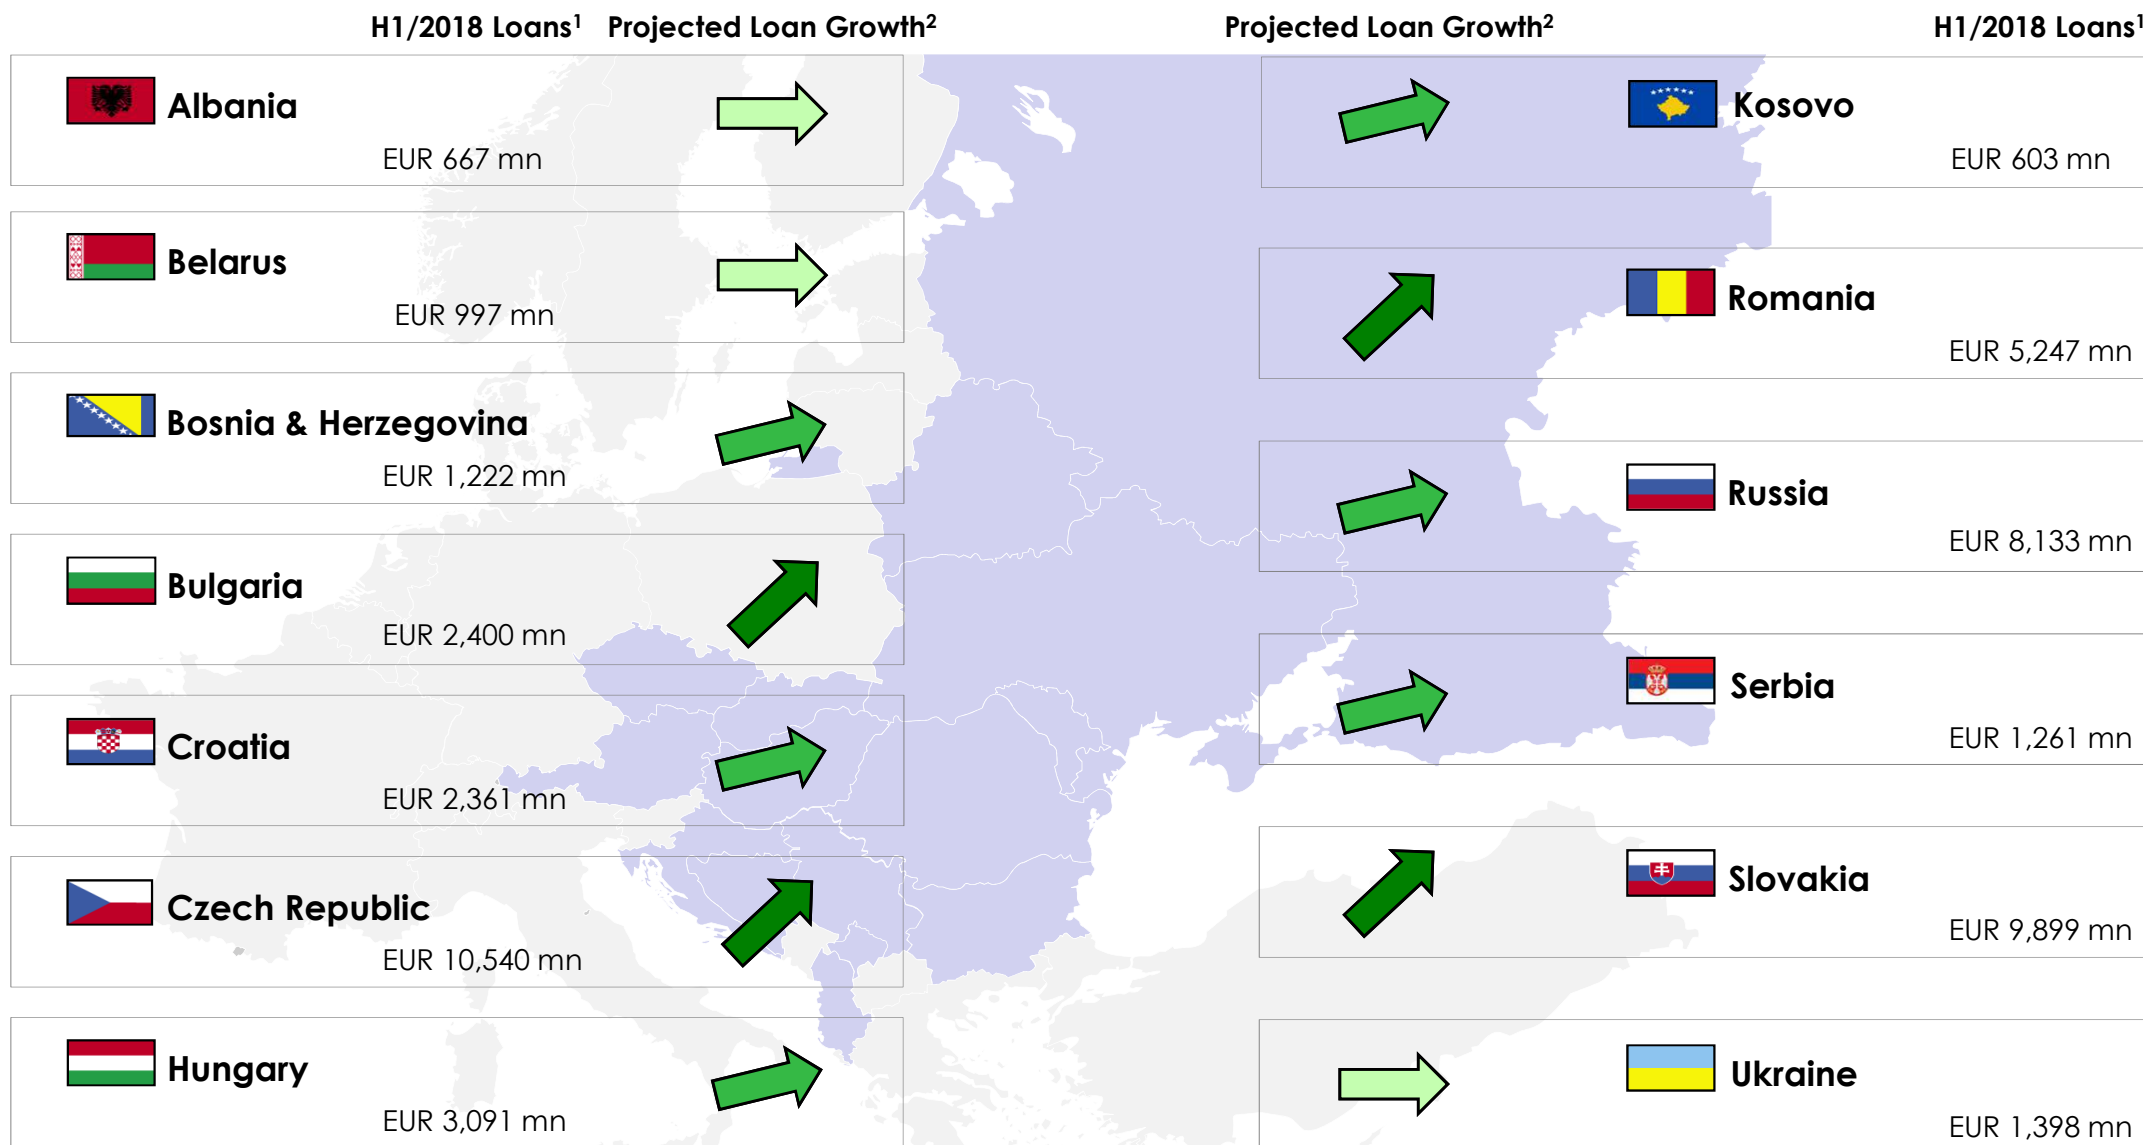 H1/2018 Loans¹ Projected Loan Growth² Projected Loan Growth² H1/2018 Loans¹
Albania
EUR 667 mn
Belarus
EUR 997 mn
Bosnia & Herzegovina
EUR 1,222 mn
Bulgaria
EUR 2,400 mn
Croatia
EUR 2,361 mn
Czech Republic
EUR 10,540 mn
Hungary
EUR 3,091 mn
Kosovo
EUR 603 mn
Romania
EUR 5,247 mn
Russia
EUR 8,133 mn
Serbia
EUR 1,261 mn
Slovakia
EUR 9,899 mn
Ukraine
EUR 1,398 mn